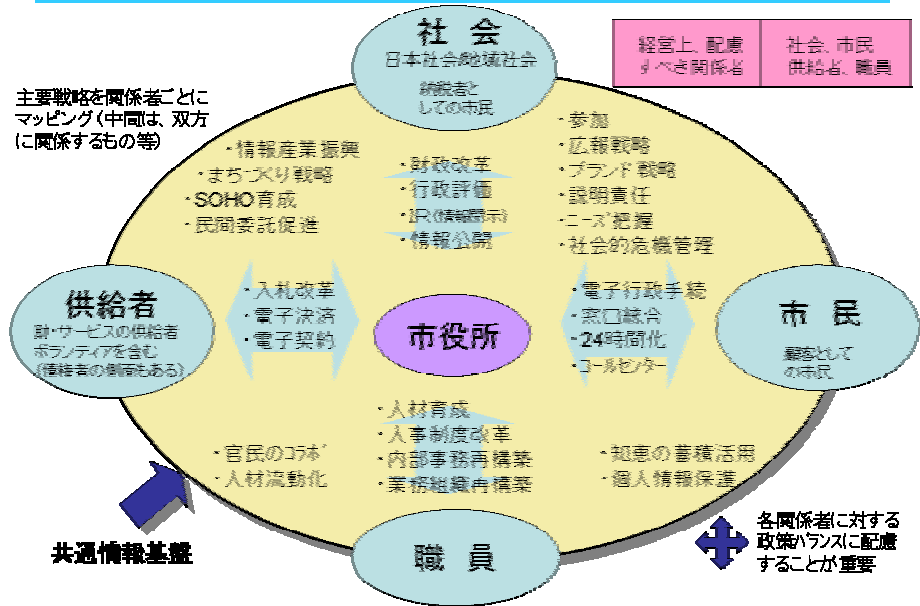 社 会
日本社会/地域社会
納税者と
しての市民
経営上、配慮
すべき関係者
社会、市民
供給者、職員
主要戦略を関係者ごとに
マッピング（中間は、双方
に関係するもの等）
・情報産業振興
・まちづくり戦略
・SOHO育成
・民間委託促進
・財政改革
・行政評価
・IR(情報開示)
・情報公開
・参加
・広報戦略
・ブランド戦略
・説明責任
・ニーズ把握
・社会的危機管理
供給者
財・サービスの供給者
ボランティアを含む
(債権者の側面もある)
・入札改革
・電子決済
・電子契約
市役所
・電子行政手続
・窓口統合
・24時間化
・コールセンター
市 民
顧客として
の市民
・官民のコラボ
・人材流動化
・人材育成
・人事制度改革
・内部事務再構築
・業務組織再構築
・知恵の蓄積活用
・個人情報保護
共通情報基盤
職 員
各関係者に対する
政策バランスに配慮
することが重要